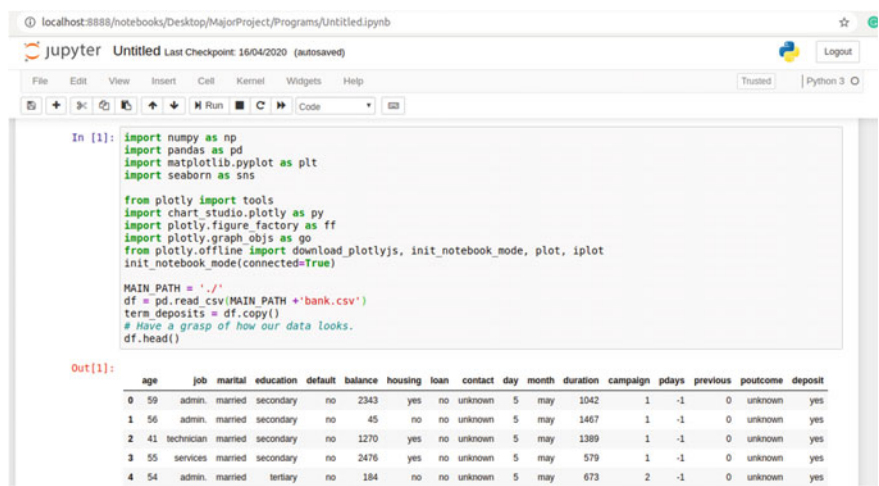 localhost:8888/notebooks/Desktop/MajorProject/Programs/Untitled.ipynb
jupyter Untitled Last Checkpoint: 16/04/2020 (autosaved) Logout
File Edit View Insert Cell Kernel Widgets Help Trusted Python 3
Run Code
In [1]: import numpy as np
import pandas as pd
import matplotlib.pyplot as plt
import seaborn as sns
from plotly import tools
import chart_studio.plotly as py
import plotly.figure_factory as ff
import plotly.graph_objs as go
from plotly.offline import download_plotlyjs, init_notebook_mode, plot, iplot
init_notebook_mode(connected=True)
MAIN_PATH = './'
df = pd.read_csv(MAIN_PATH +'bank.csv')
term_deposits = df.copy()
# Have a grasp of how our data looks.
df.head()
Out[1]:
age job marital education default balance housing loan contact day month duration campaign pdays previous poutcome deposit
0 59 admin. married secondary no 2343 yes no unknown 5 may 1042 1 -1 0 unknown yes
1 56 admin. married secondary no 45 no no unknown 5 may 1467 1 -1 0 unknown yes
2 41 technician married secondary no 1270 yes no unknown 5 may 1389 1 -1 0 unknown yes
3 55 services married secondary no 2476 yes no unknown 5 may 579 1 -1 0 unknown yes
4 54 admin. married tertiary no 184 no no unknown 5 may 673 2 -1 0 unknown yes